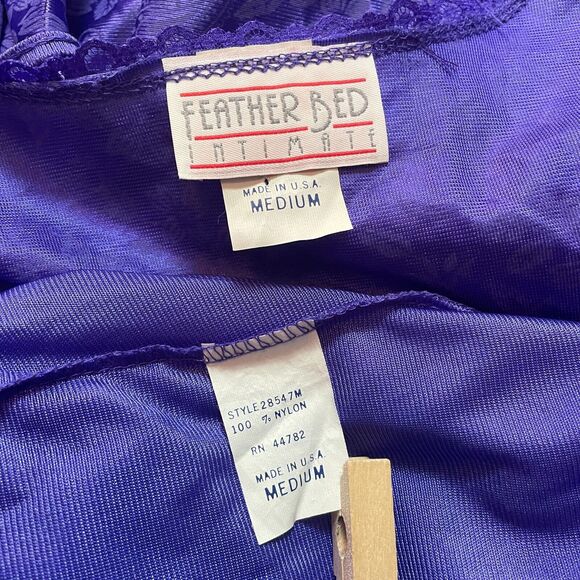 FEATHER BED
INTIMATE
MADE IN U.S.A.
MEDIUM
STYLE 28547M
100 % NYLON
RN 44782
MADE IN U.S.A.
MEDIUM